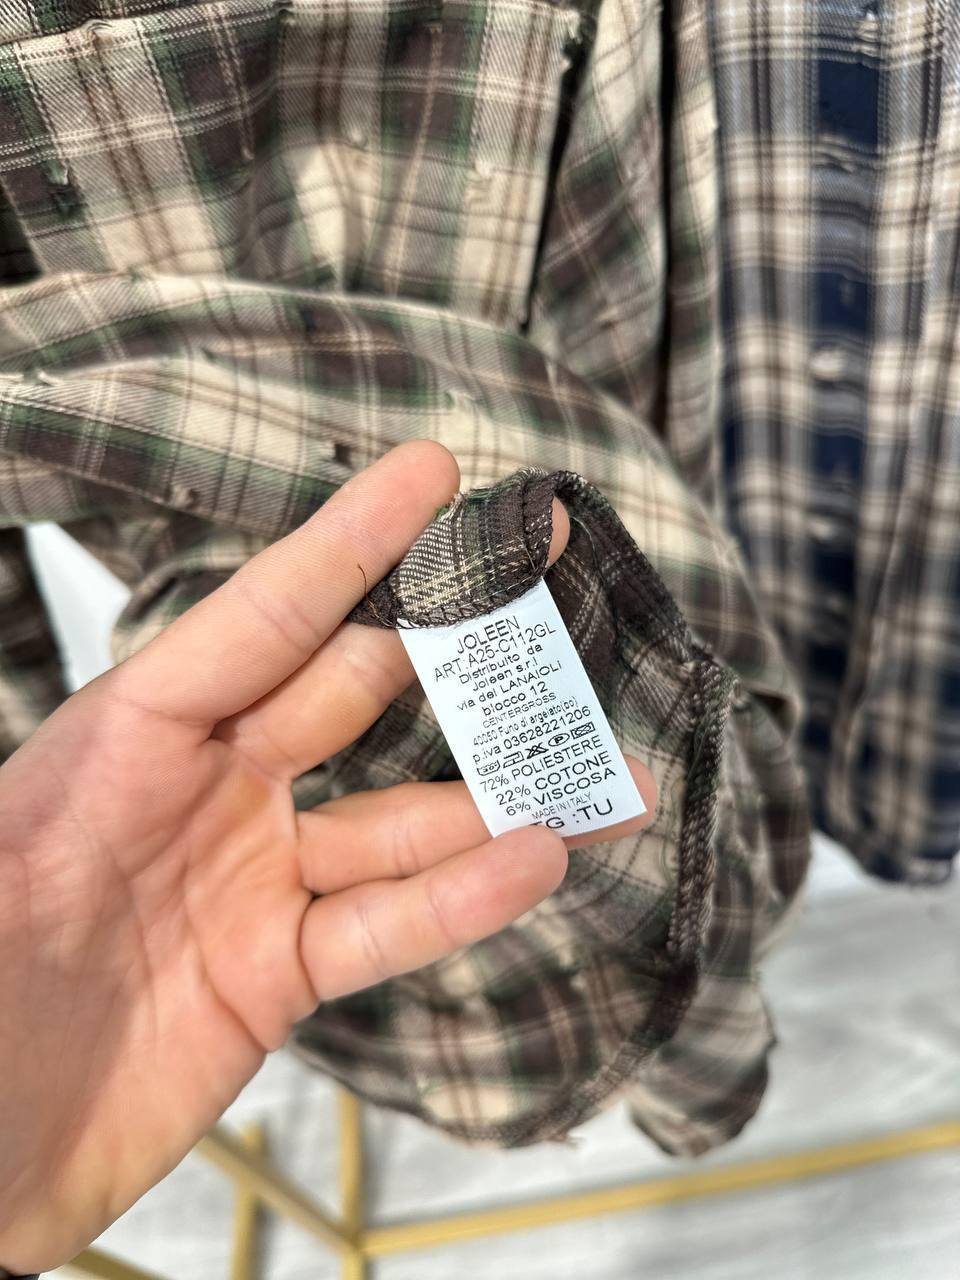 JOLEEN
ART.A25-C112GL
Distribuito da
Joleen s.r.l
via dei LANAIOLI
blocco 12
CENTERGROSS
40050 Funo di argelato(bo)
p.iva 03628221206
72% POLIESTERE
22% COTONE
6% VISCOSA
MADE IN ITALY
TG :TU